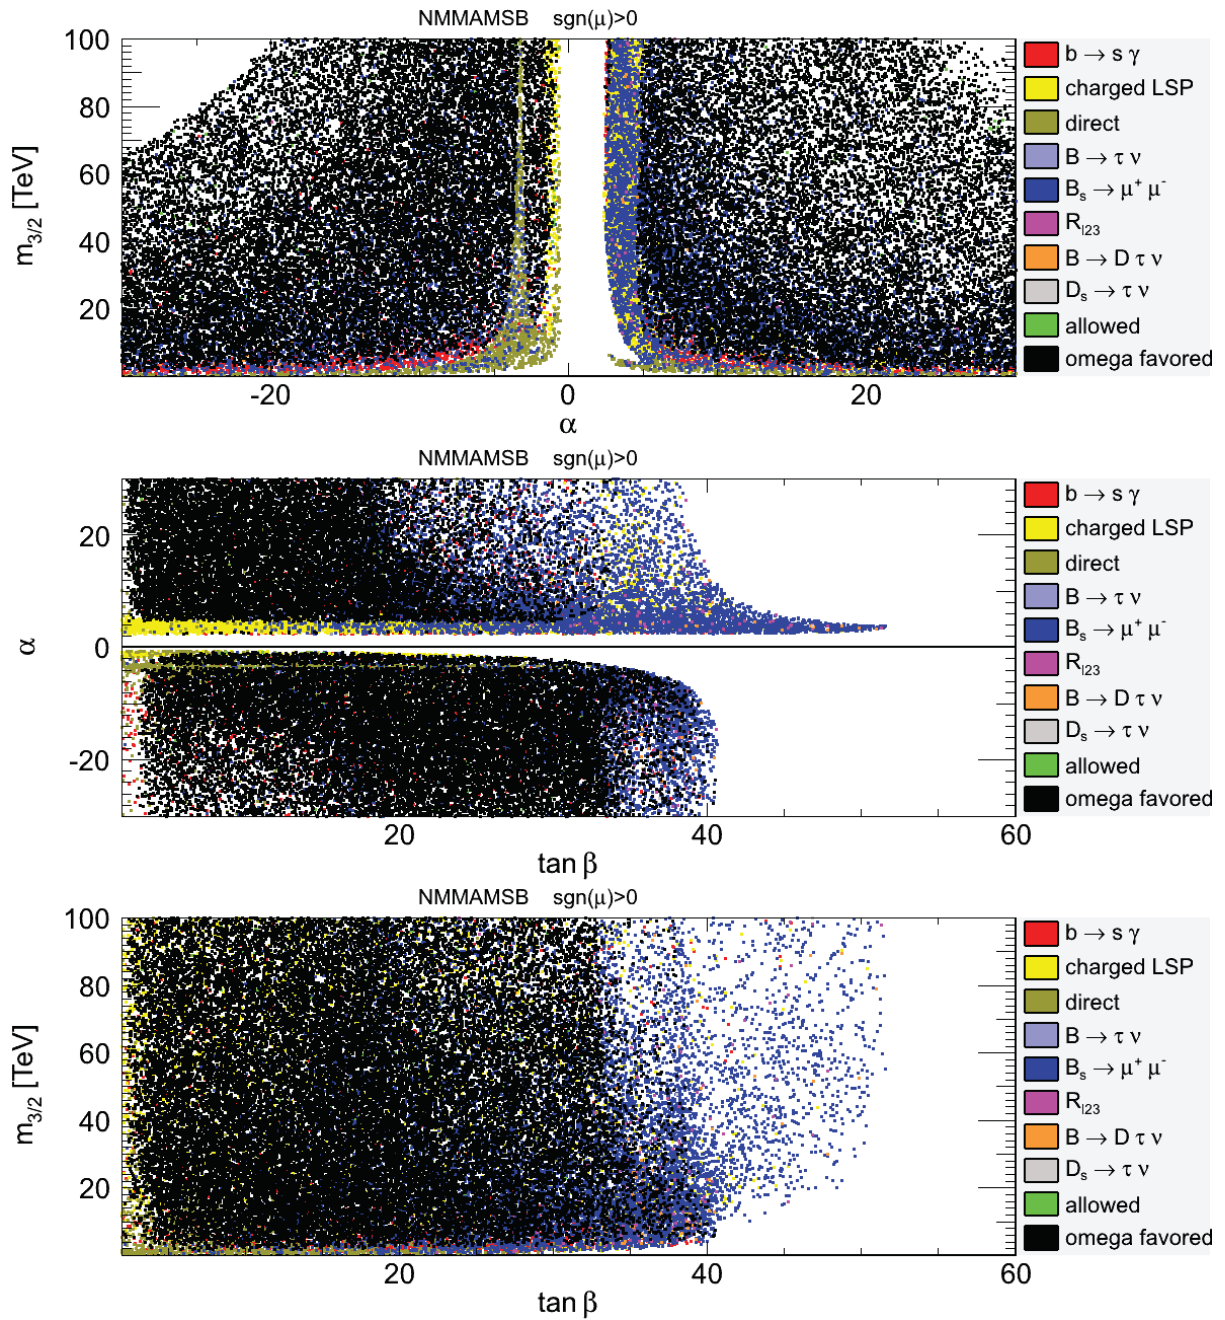 NMMAMSB sgn(μ)>0
100
80
60
40
20
m3/2 [TeV]
-20 0 20
α
b → s γ
charged LSP
direct
B → τ ν
Bs → μ+ μ-
Rl23
B → D τ ν
Ds → τ ν
allowed
omega favored
NMMAMSB sgn(μ)>0
20
0
-20
α
20 40 60
tan β
b → s γ
charged LSP
direct
B → τ ν
Bs → μ+ μ-
Rl23
B → D τ ν
Ds → τ ν
allowed
omega favored
NMMAMSB sgn(μ)>0
100
80
60
40
20
m3/2 [TeV]
20 40 60
tan β
b → s γ
charged LSP
direct
B → τ ν
Bs → μ+ μ-
Rl23
B → D τ ν
Ds → τ ν
allowed
omega favored